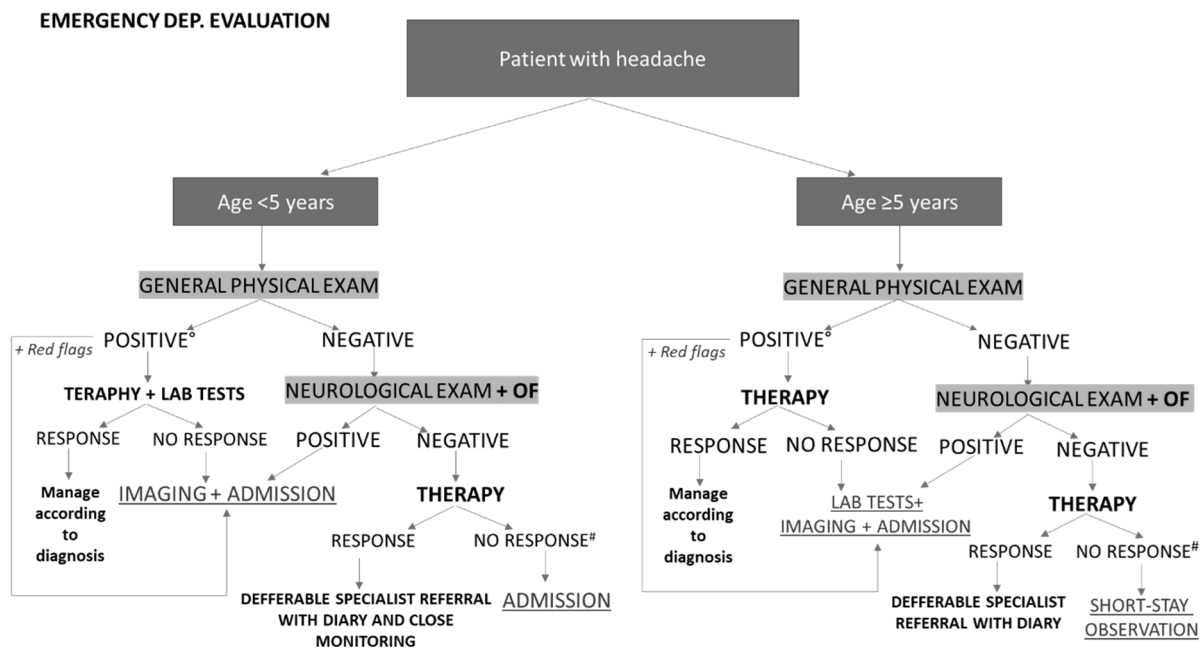 EMERGENCY DEP. EVALUATION
Patient with headache
Age <5 years
GENERAL PHYSICAL EXAM
+ Red flags
POSITIVE°
NEGATIVE
TERAPHY + LAB TESTS
NEUROLOGICAL EXAM + OF
RESPONSE
NO RESPONSE
POSITIVE
NEGATIVE
Manage
according
to
diagnosis
IMAGING + ADMISSION
THERAPY
RESPONSE
NO RESPONSE#
DEFFERABLE SPECIALIST REFERRAL
WITH DIARY AND CLOSE
MONITORING
ADMISSION
Age ≥5 years
GENERAL PHYSICAL EXAM
+ Red flags
POSITIVE°
NEGATIVE
THERAPY
NEUROLOGICAL EXAM + OF
RESPONSE
NO RESPONSE
POSITIVE
NEGATIVE
Manage
according
to
diagnosis
LAB TESTS+
IMAGING + ADMISSION
THERAPY
RESPONSE
NO RESPONSE#
DEFFERABLE SPECIALIST
REFERRAL WITH DIARY
SHORT-STAY
OBSERVATION